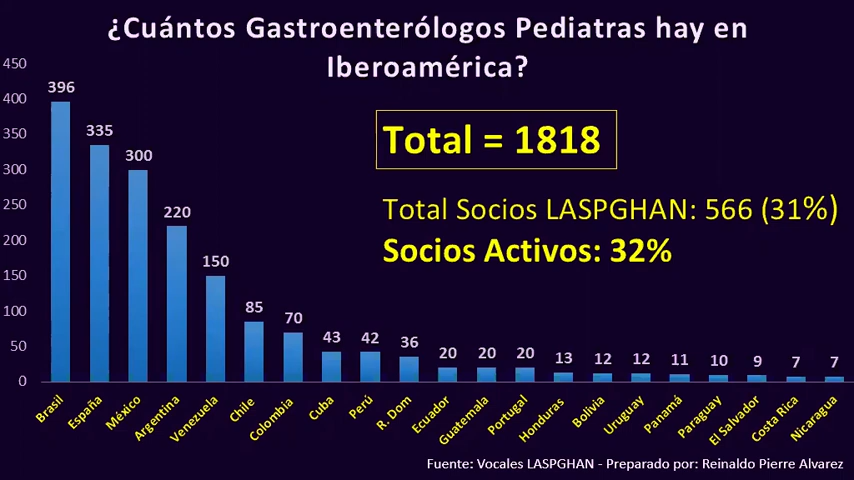 ¿Cuántos Gastroenterólogos Pediatras hay en
Iberoamérica?
Total = 1818
Total Socios LASPGHAN: 566 (31%)
Socios Activos: 32%
450
400
350
300
250
200
150
100
50
0
396
335
300
220
150
85
70
43
42
36
20
20
20
13
12
12
11
10
9
7
7
Brasil
España
México
Argentina
Venezuela
Chile
Colombia
Cuba
Perú
R. Dom
Ecuador
Guatemala
Portugal
Honduras
Bolivia
Uruguay
Panamá
Paraguay
El Salvador
Costa Rica
Nicaragua
Fuente: Vocales LASPGHAN - Preparado por: Reinaldo Pierre Alvarez